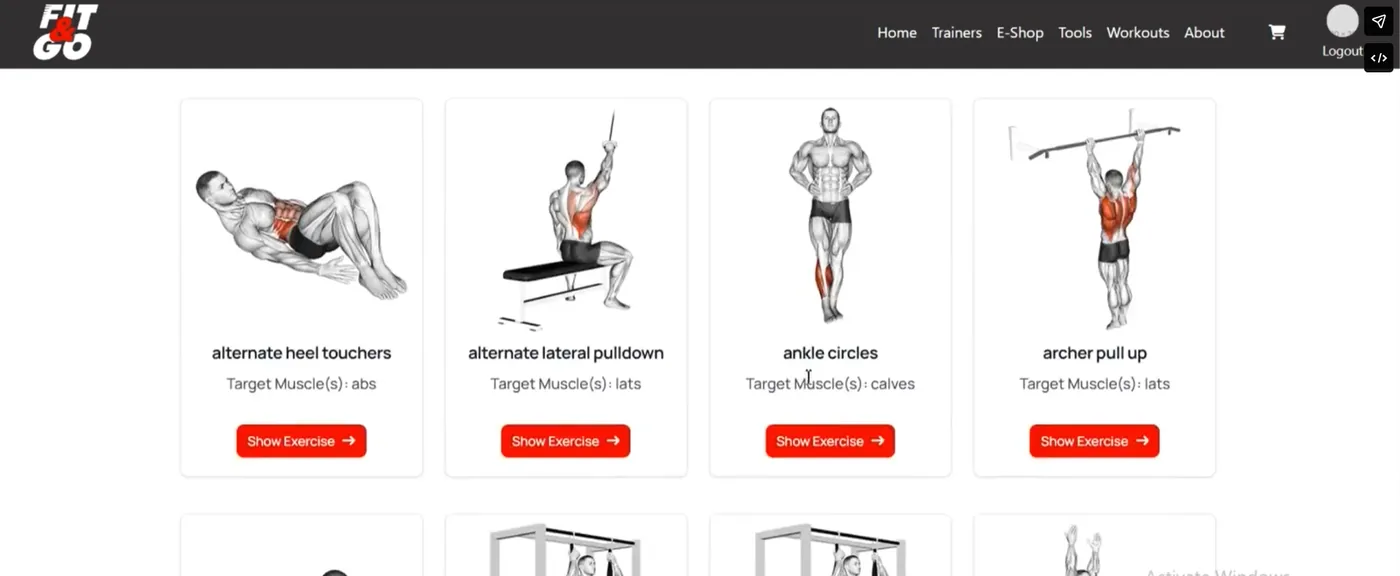 FIT
&
GO
Home Trainers E-Shop Tools Workouts About
Logout
alternate heel touchers
Target Muscle(s): abs
Show Exercise →
alternate lateral pulldown
Target Muscle(s): lats
Show Exercise →
ankle circles
Target Muscle(s): calves
Show Exercise →
archer pull up
Target Muscle(s): lats
Show Exercise →
Activate Windows